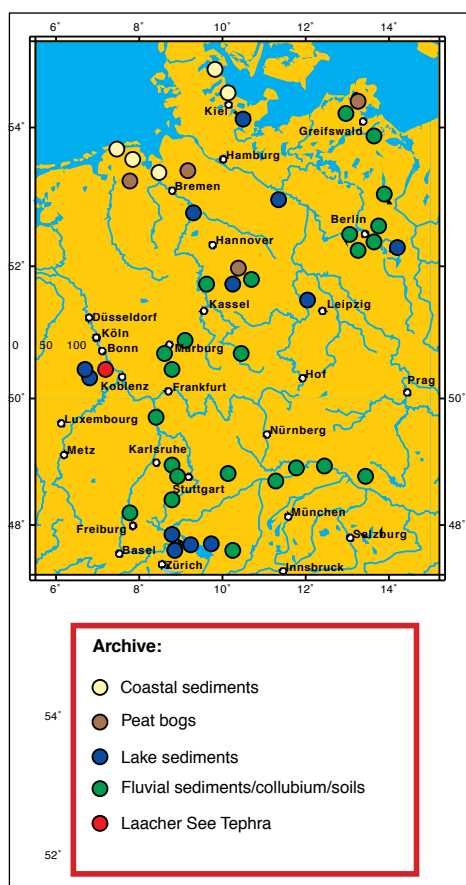 6° 8° 10° 12° 14°
Kiel
54°
Greifswald
Hamburg
Bremen
Berlin
Hannover
52°
Kassel
Leipzig
Düsseldorf
Köln
0 50 100
Bonn
Marburg
Koblenz
Hof
Frankfurt
Prag
50°
Luxembourg
Nürnberg
Metz
Karlsruhe
Stuttgart
München
48°
Freiburg
Salzburg
Basel
Zürich
Innsbruck
6° 8° 10° 12° 14°
Archive:
Coastal sediments
54°
Peat bogs
Lake sediments
Fluvial sediments/collubium/soils
Laacher See Tephra
52°